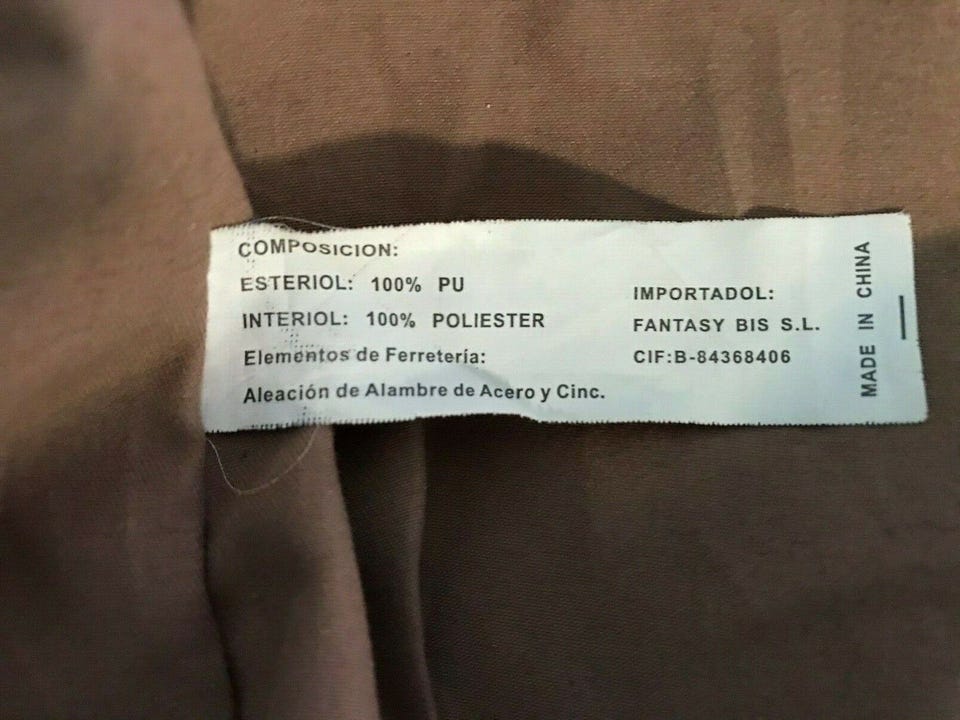 COMPOSICION:
ESTERIOL: 100% PU
INTERIOL: 100% POLIESTER
Elementos de Ferretería:
Aleación de Alambre de Acero y Cinc.
IMPORTADOL:
FANTASY BIS S.L.
CIF:B-84368406
MADE IN CHINA